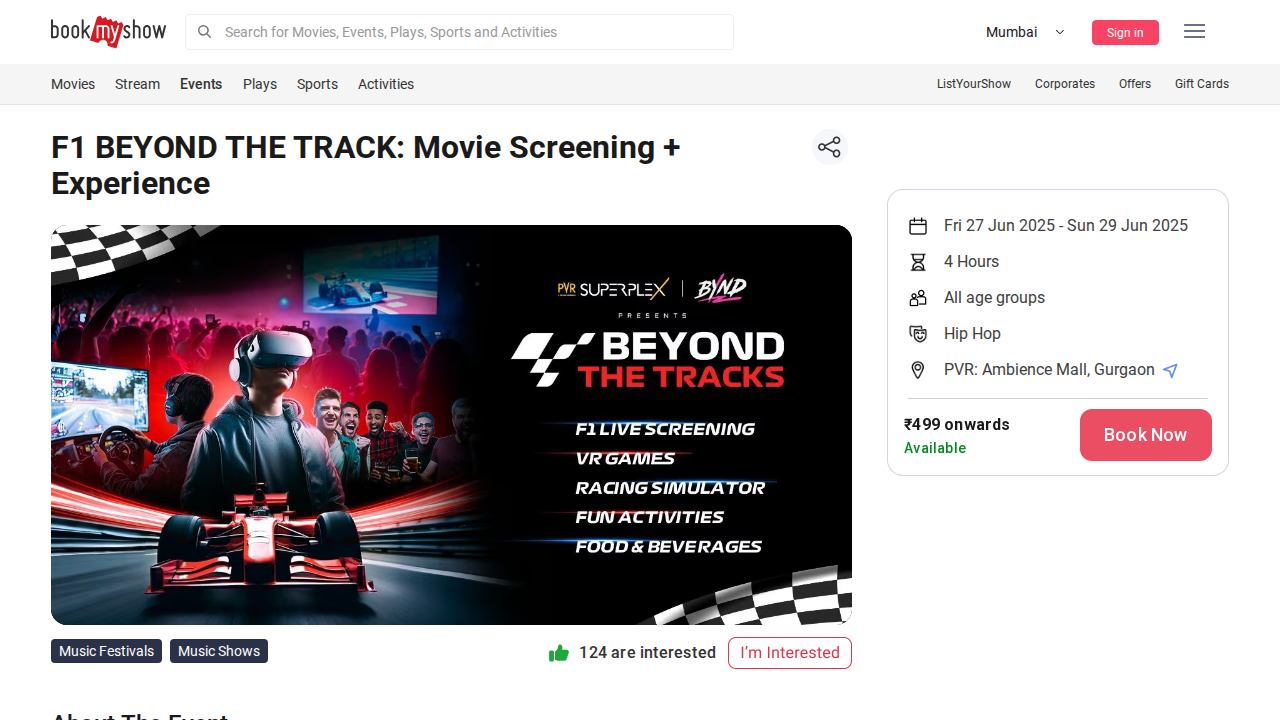 bookmyshow
Search for Movies, Events, Plays, Sports and Activities
Mumbai
Sign in
Movies
Stream
Events
Plays
Sports
Activities
ListYourShow
Corporates
Offers
Gift Cards
F1 BEYOND THE TRACK: Movie Screening +
Experience
PVR SUPERPLEX | BYND
PRESENTS
BEYOND
THE TRACKS
F1 LIVE SCREENING
VR GAMES
RACING SIMULATOR
FUN ACTIVITIES
FOOD & BEVERAGES
Music Festivals
Music Shows
124 are interested
I'm Interested
Fri 27 Jun 2025 - Sun 29 Jun 2025
4 Hours
All age groups
Hip Hop
PVR: Ambience Mall, Gurgaon
₹499 onwards
Available
Book Now
About The Event